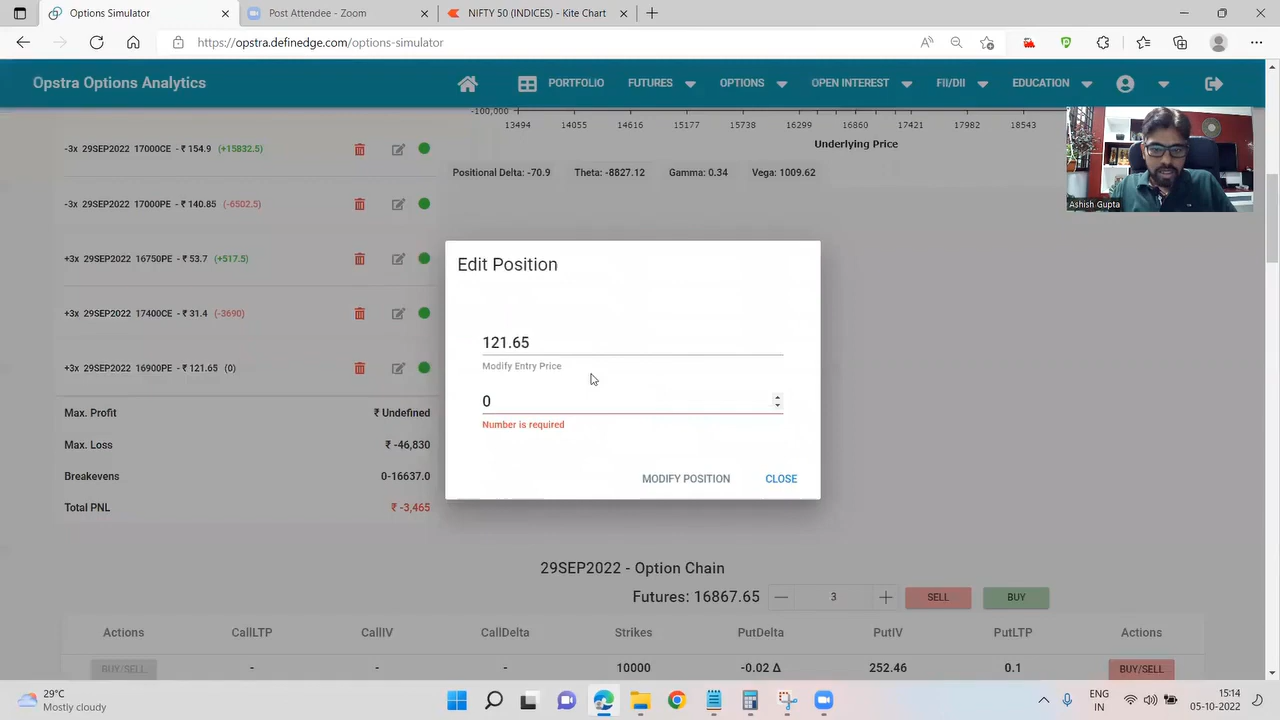 Options Simulator
Post Attendee - Zoom
NIFTY 50 (INDICES) - Kite Chart
https://opstra.definedge.com/options-simulator
Opstra Options Analytics
PORTFOLIO
FUTURES
OPTIONS
OPEN INTEREST
FII/DII
EDUCATION
-100,000
13494 14055 14616 15177 15738 16299 16860 17421 17982 18543
Underlying Price
Ashish Gupta
-3x 29SEP2022 17000CE - ₹ 154.9 (+15832.5)
Positional Delta: -70.9 Theta: -8827.12 Gamma: 0.34 Vega: 1009.62
-3x 29SEP2022 17000PE - ₹ 140.85 (-6502.5)
+3x 29SEP2022 16750PE - ₹ 53.7 (+517.5)
+3x 29SEP2022 17400CE - ₹ 31.4 (-3690)
+3x 29SEP2022 16900PE - ₹ 121.65 (0)
Max. Profit ₹ Undefined
Max. Loss ₹ -46,830
Breakevens 0-16637.0
Total PNL ₹ -3,465
Edit Position
121.65
Modify Entry Price
0
Number is required
MODIFY POSITION CLOSE
29SEP2022 - Option Chain
Futures: 16867.65 3 SELL BUY
Actions CallLTP CallIV CallDelta Strikes PutDelta PutIV PutLTP Actions
BUY/SELL - - - 10000 -0.02 Δ 252.46 0.1 BUY/SELL
29°C
Mostly cloudy
ENG
IN
15:14
05-10-2022